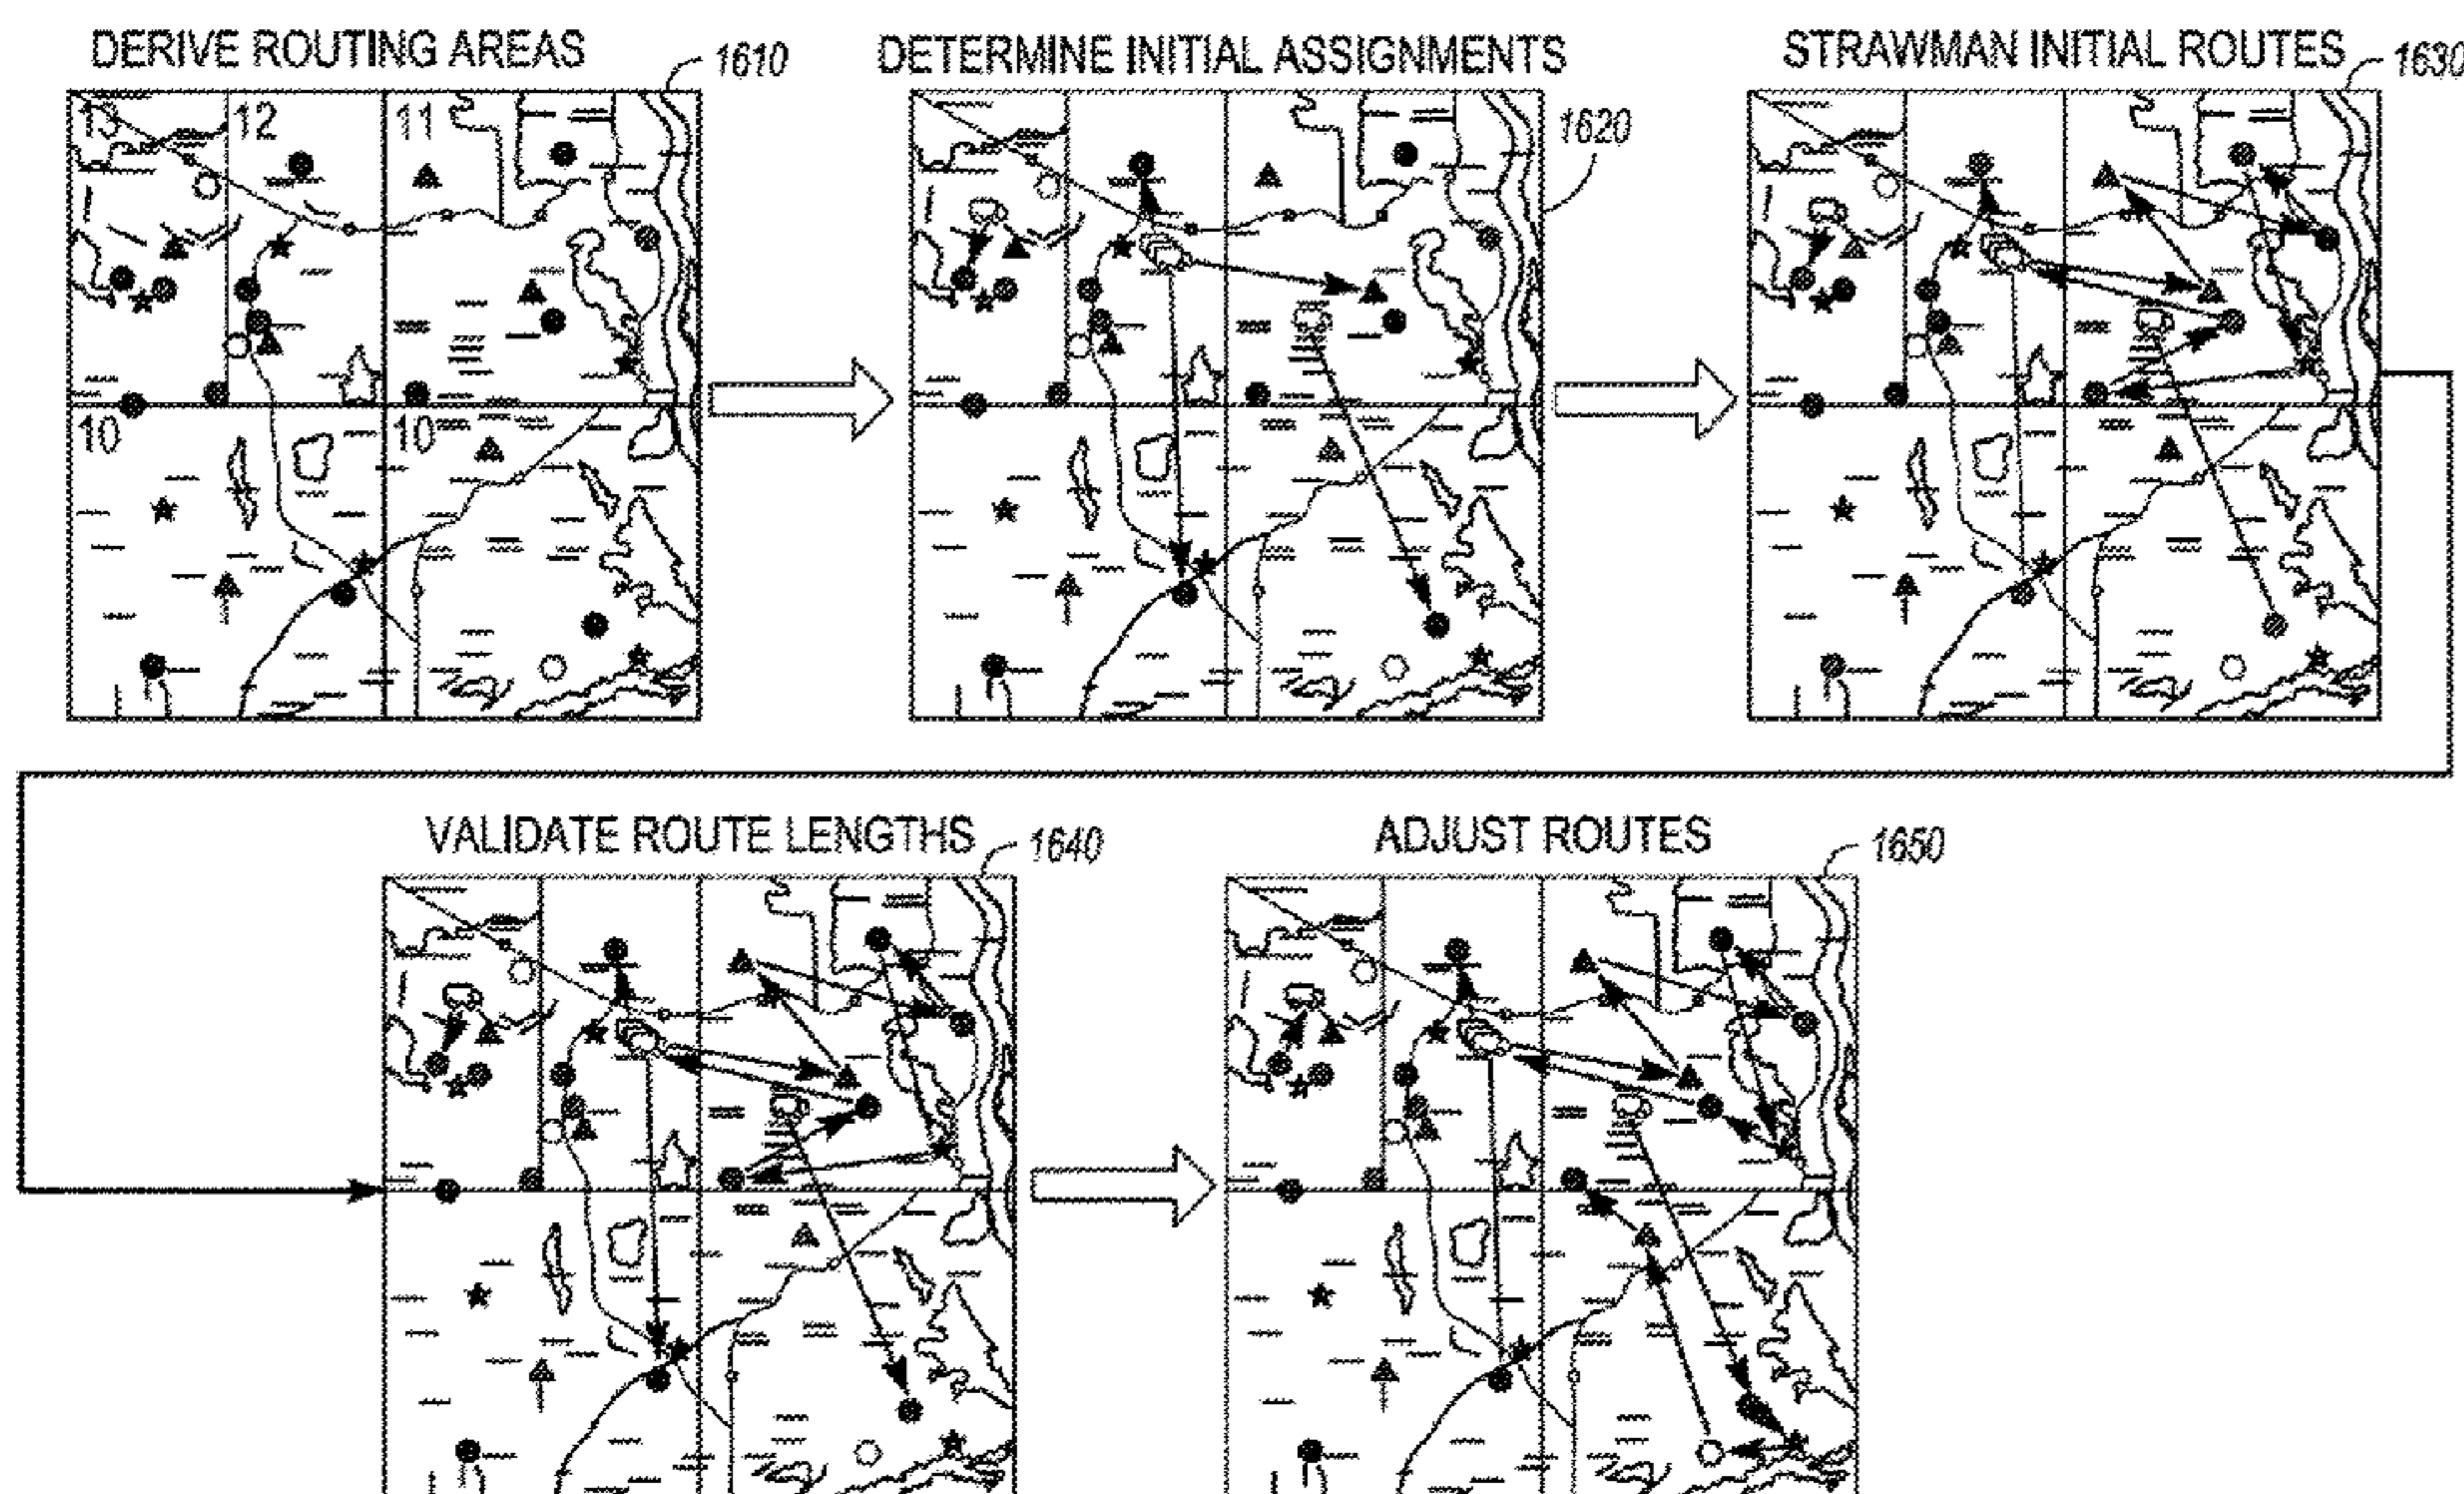 DERIVE ROUTING AREAS
1610
DETERMINE INITIAL ASSIGNMENTS
1620
STRAWMAN INITIAL ROUTES
1630
13
12
11
10
10
VALIDATE ROUTE LENGTHS
1640
ADJUST ROUTES
1650